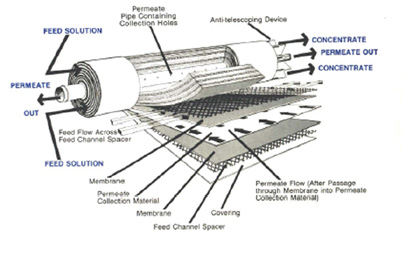 Permeate
Pipe Containing
Collection Holes
Anti-telescoping Device
FEED SOLUTION
CONCENTRATE
PERMEATE OUT
CONCENTRATE
PERMEATE
OUT
FEED SOLUTION
Feed Flow Across
Feed Channel Spacer
Membrane
Permeate
Collection Material
Membrane
Feed Channel Spacer
Covering
Permeate Flow (After Passage
through Membrane into Permeate
Collection Material)